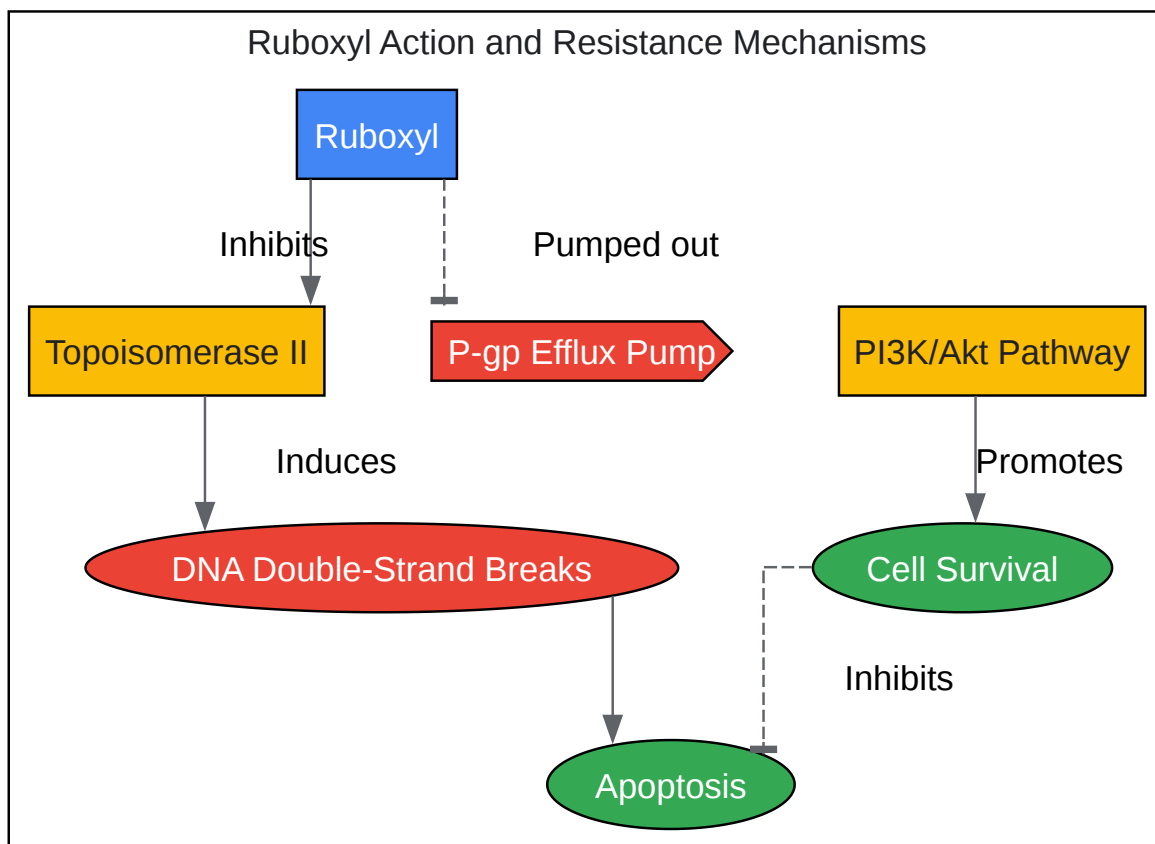 Ruboxyl Action and Resistance Mechanisms
Ruboxyl
Inhibits
Pumped out
Topoisomerase II
P-gp Efflux Pump
PI3K/Akt Pathway
Induces
Promotes
DNA Double-Strand Breaks
Cell Survival
Inhibits
Apoptosis